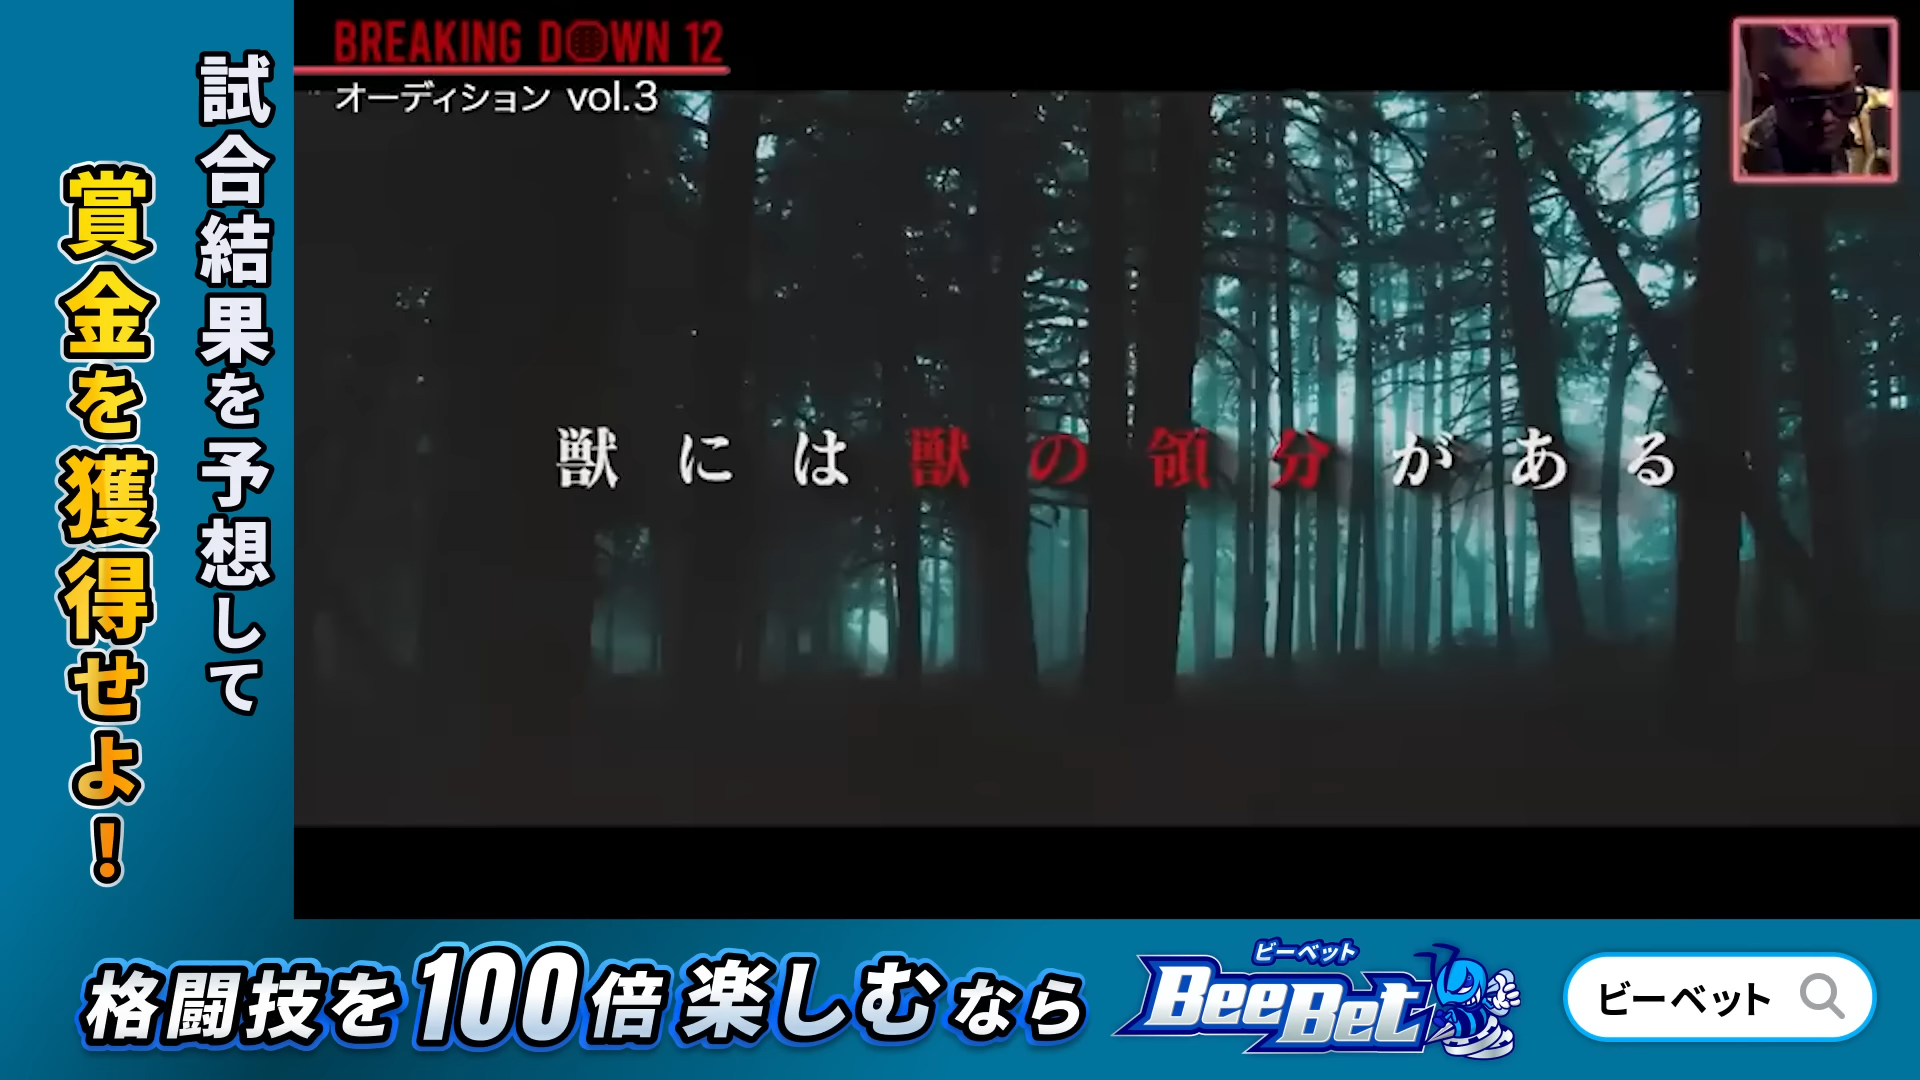 BREAKING DOWN 12
オーディション vol.3
試合結果を予想して
賞金を獲得せよ!
獣には獣の領分がある
格闘技を100倍楽しむなら
ビーベット
BeeBet
ビーベット